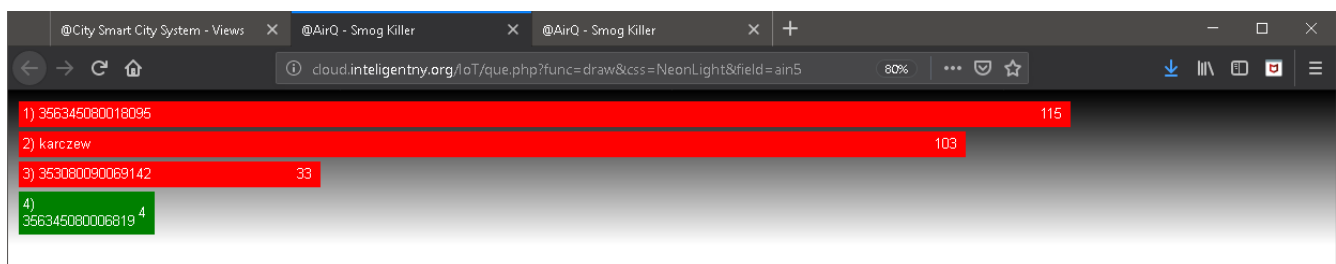 @City Smart City System - Views @AirQ - Smog Killer @AirQ - Smog Killer
cloud.inteligentny.org/IoT/que.php?func=draw&css=NeonLight&field=ain5 80%
1) 356345080018095 115
2) karczew 103
3) 353080090069142 33
4)
356345080006819 4